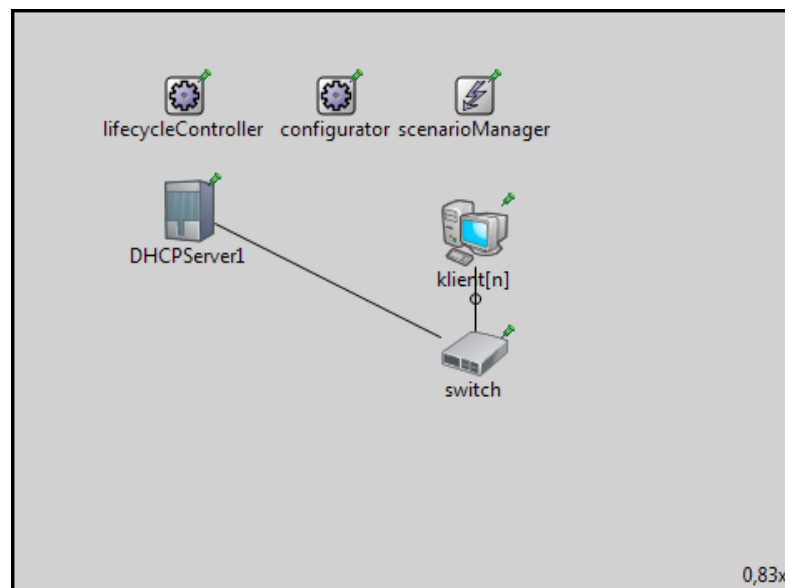 lifecycleController configurator scenarioManager
DHCPServer1
klient[n]
switch
0,83x